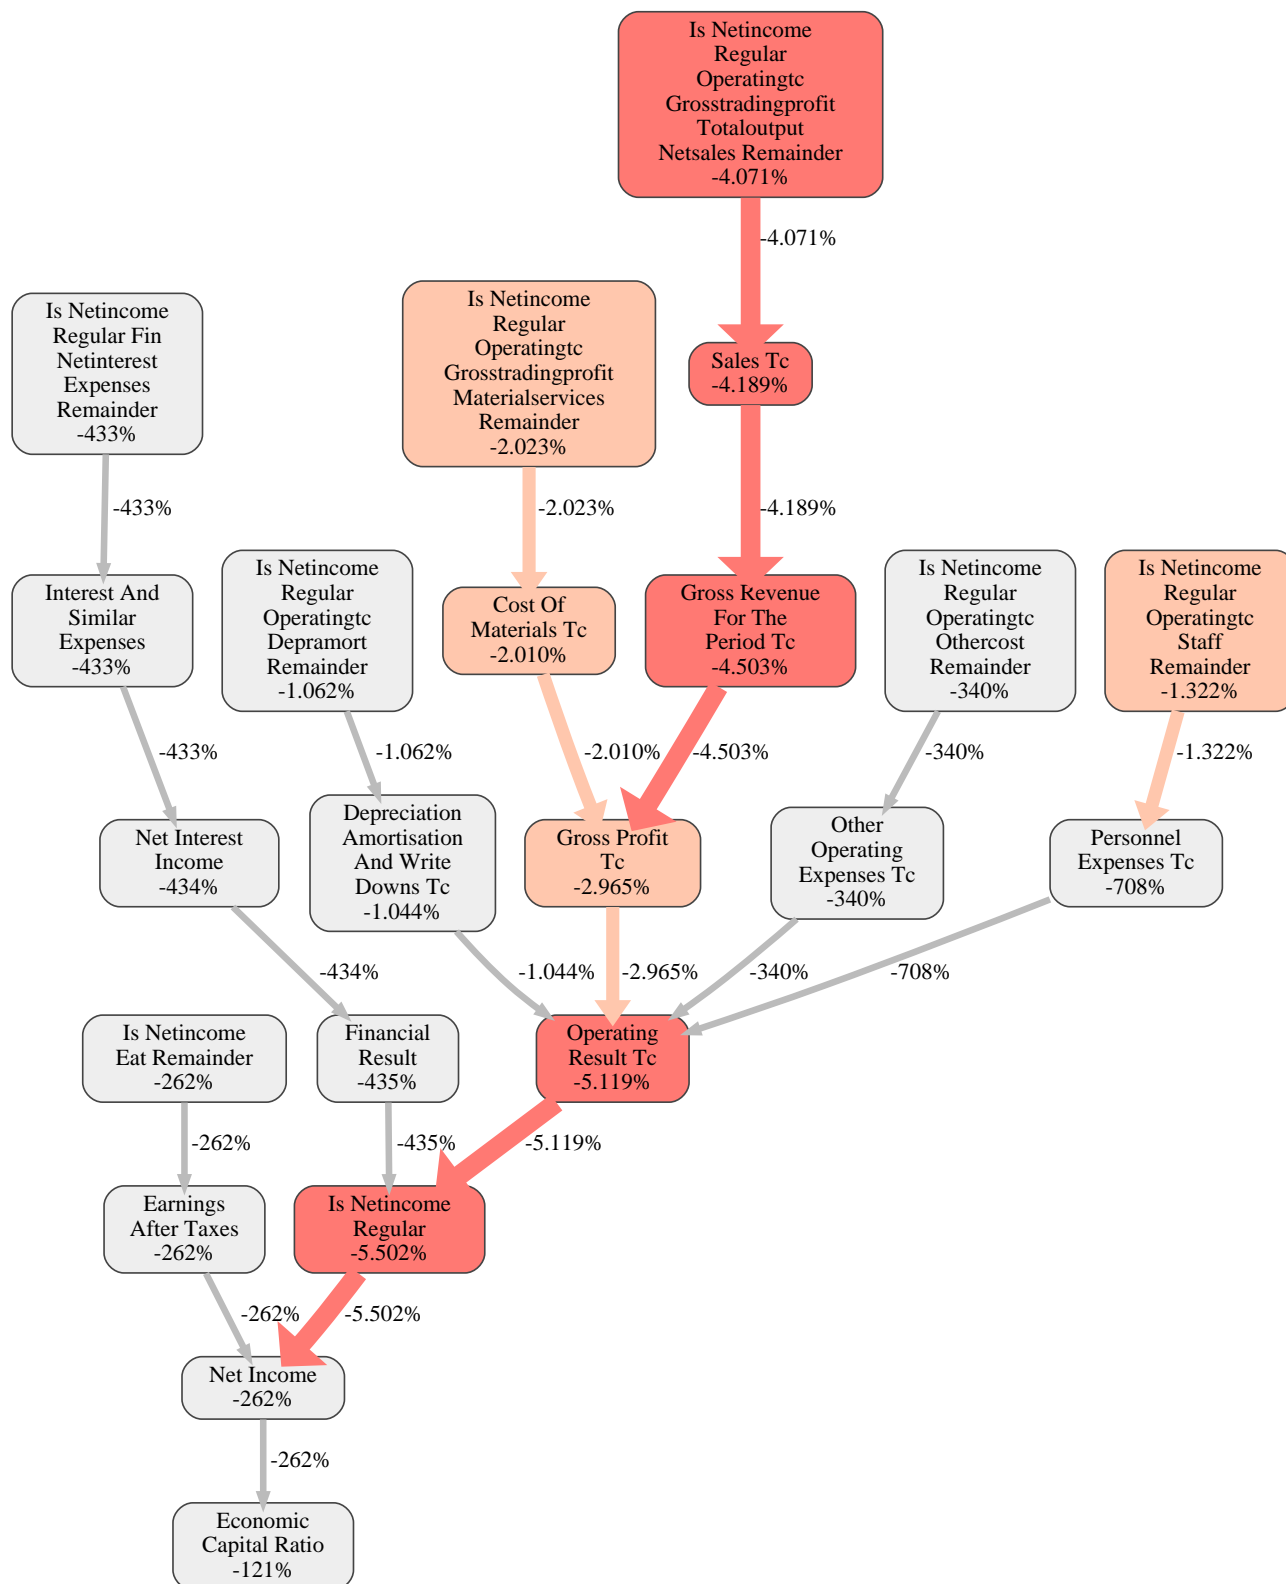 Is Netincome
Regular
Operatingtc
Grosstradingprofit
Totaloutput
Netsales Remainder
-4.071%
-4.071%
Is Netincome
Regular Fin
Netinterest
Expenses
Remainder
-433%
Is Netincome
Regular
Operatingtc
Grosstradingprofit
Materialservices
Remainder
-2.023%
Sales Tc
-4.189%
-433%
-2.023%
-4.189%
Interest And
Similar
Expenses
-433%
Is Netincome
Regular
Operatingtc
Depramort
Remainder
-1.062%
Cost Of
Materials Tc
-2.010%
Gross Revenue
For The
Period Tc
-4.503%
Is Netincome
Regular
Operatingtc
Othercost
Remainder
-340%
Is Netincome
Regular
Operatingtc
Staff
Remainder
-1.322%
-433%
-1.062%
-2.010%
-4.503%
-340%
-1.322%
Net Interest
Income
-434%
Depreciation
Amortisation
And Write
Downs Tc
-1.044%
Gross Profit
Tc
-2.965%
Other
Operating
Expenses Tc
-340%
Personnel
Expenses Tc
-708%
-434%
-1.044%
-2.965%
-340%
-708%
Is Netincome
Eat Remainder
-262%
Financial
Result
-435%
Operating
Result Tc
-5.119%
-262%
-435%
-5.119%
Earnings
After Taxes
-262%
Is Netincome
Regular
-5.502%
-262%
-5.502%
Net Income
-262%
-262%
Economic
Capital Ratio
-121%